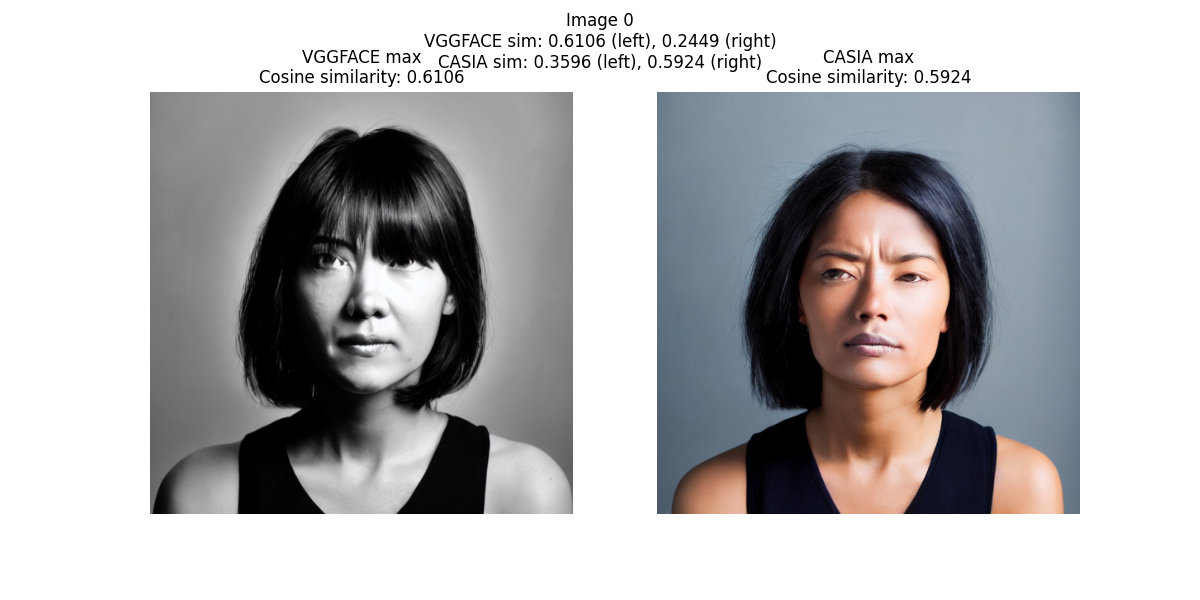 Image 0
VGGFACE sim: 0.6106 (left), 0.2449 (right)
CASIA sim: 0.3596 (left), 0.5924 (right)
VGGFACE max
Cosine similarity: 0.6106
CASIA max
Cosine similarity: 0.5924